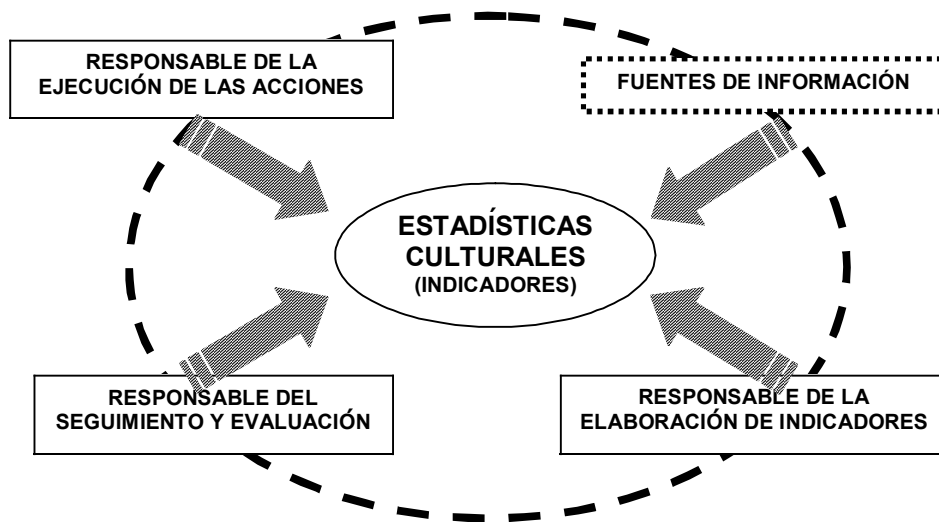 RESPONSABLE DE LA
EJECUCIÓN DE LAS ACCIONES
FUENTES DE INFORMACIÓN
ESTADÍSTICAS
CULTURALES
(INDICADORES)
RESPONSABLE DEL
SEGUIMIENTO Y EVALUACIÓN
RESPONSABLE DE LA
ELABORACIÓN DE INDICADORES